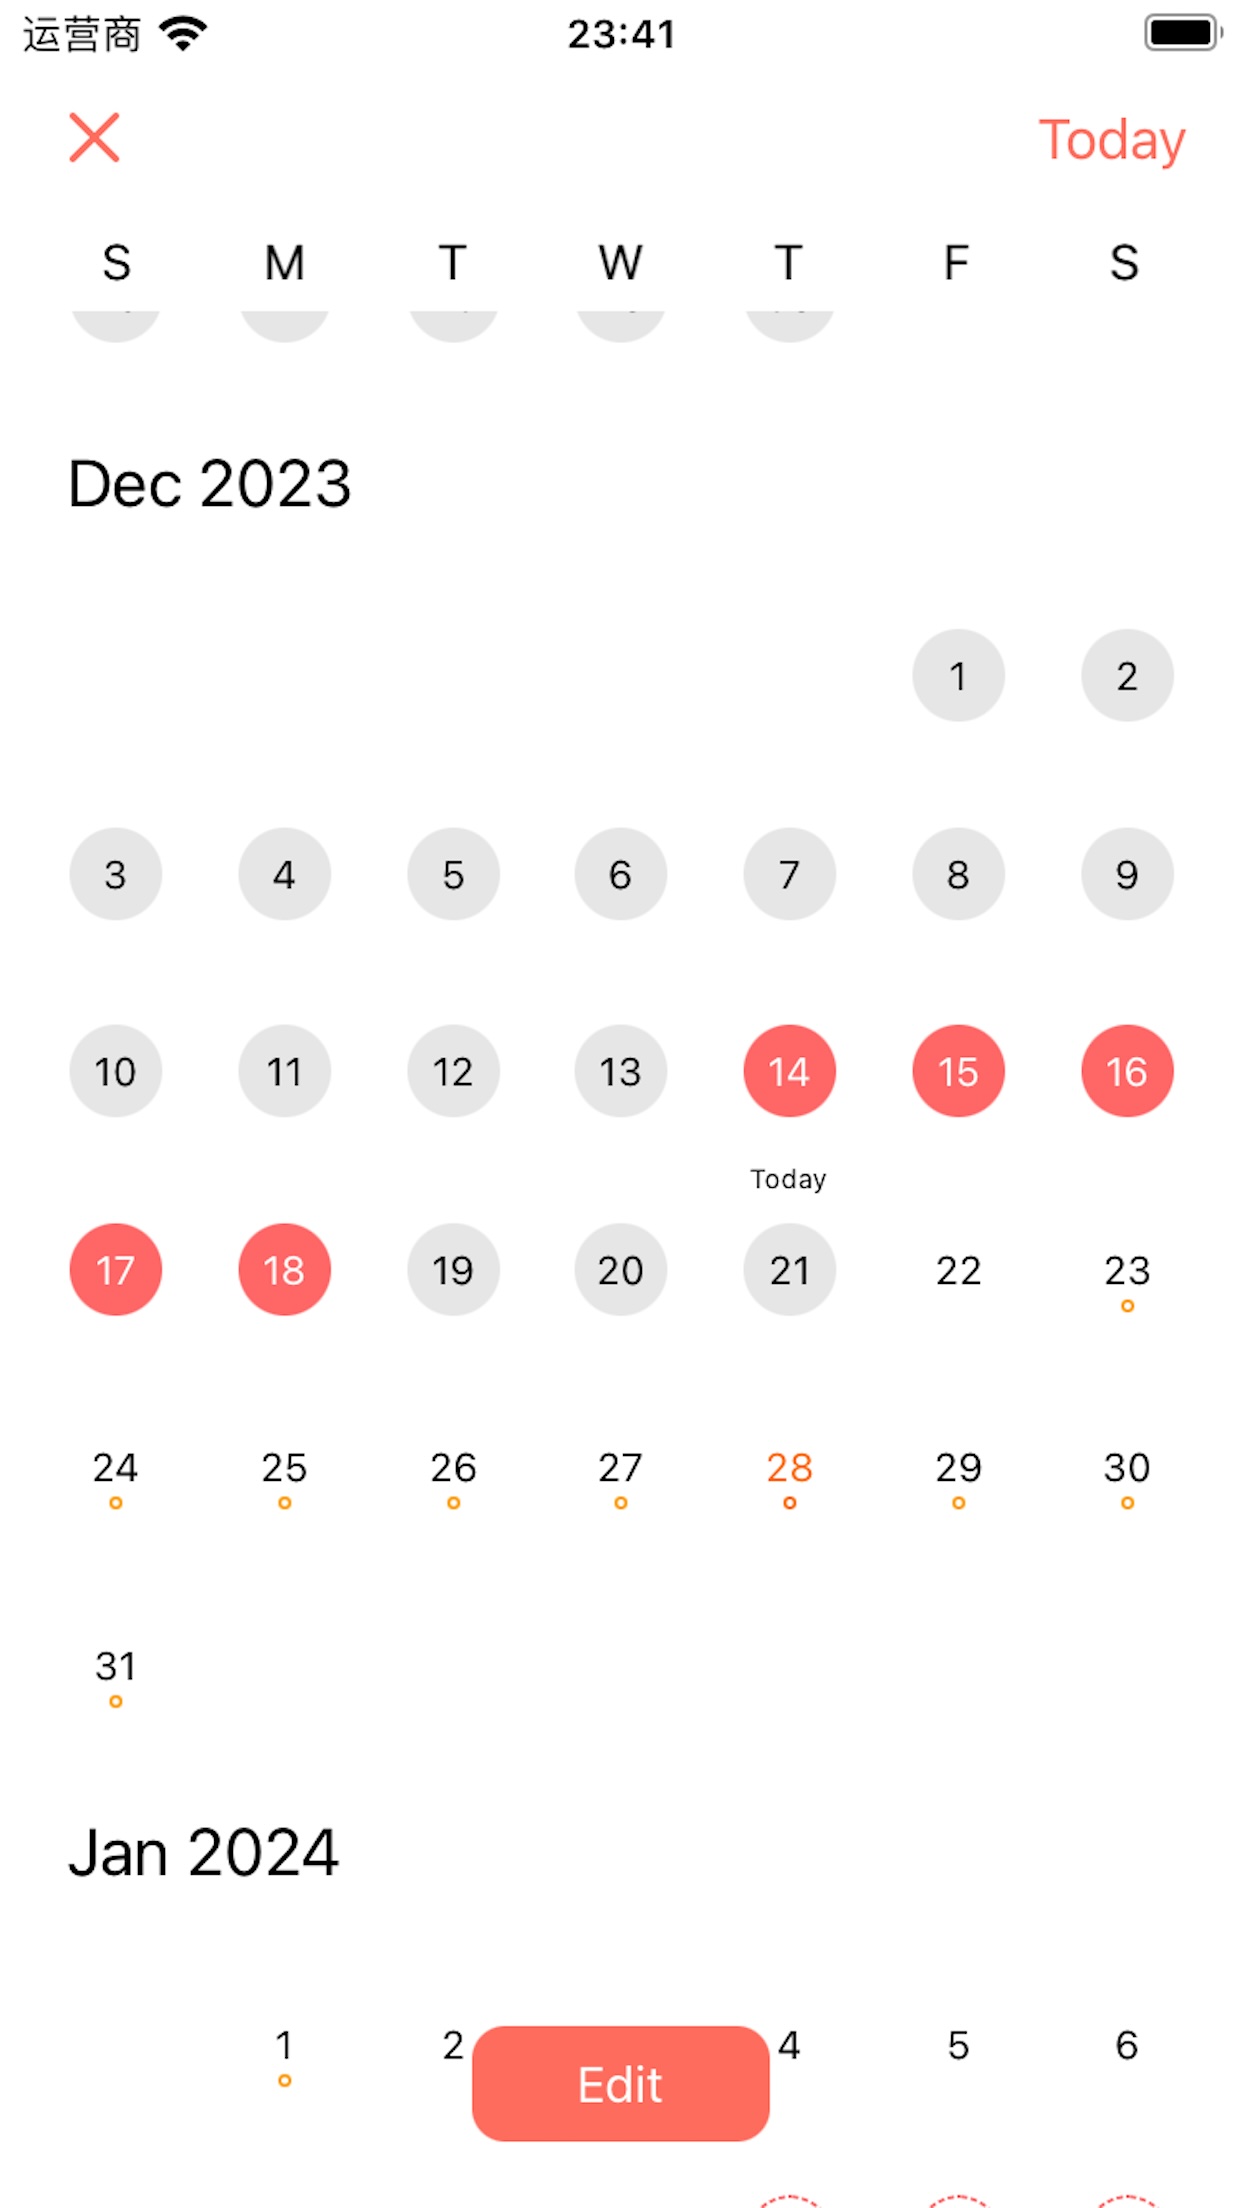 运营商 23:41
Today
S M T W T F S
Dec 2023
1 2
3 4 5 6 7 8 9
10 11 12 13 14 15 16
Today
17 18 19 20 21 22 23
24 25 26 27 28 29 30
31
Jan 2024
1 2 4 5 6
Edit